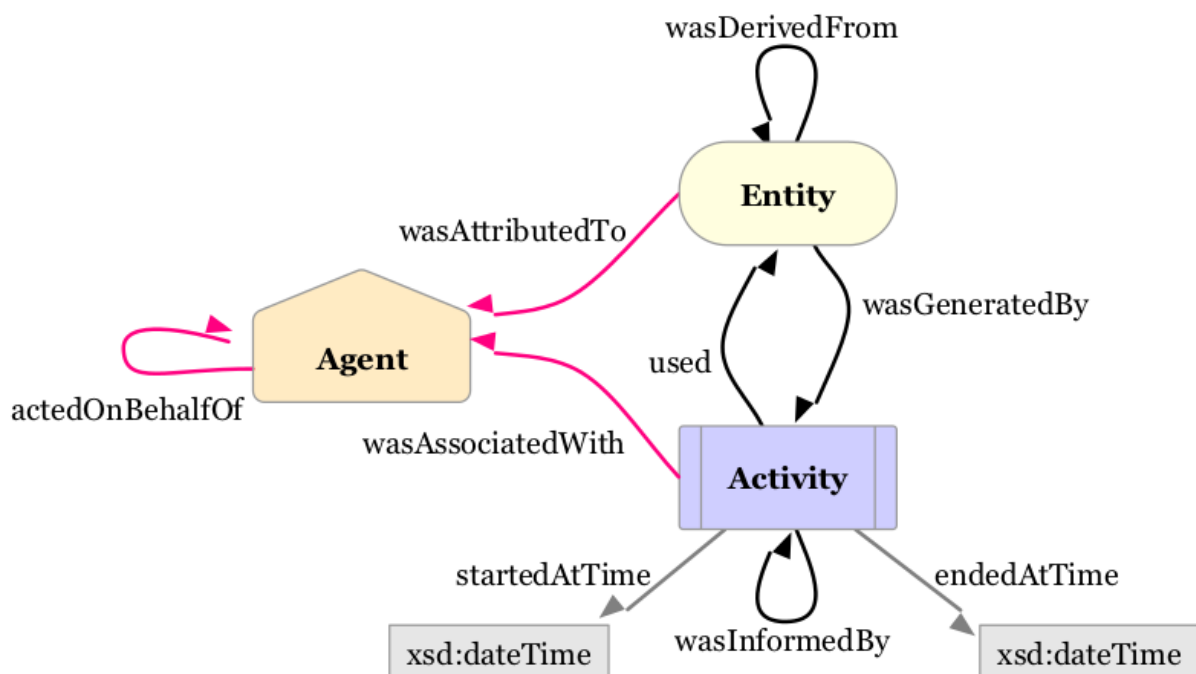 wasDerivedFrom
Entity
wasAttributedTo
wasGeneratedBy
used
Agent
actedOnBehalfOf
wasAssociatedWith
Activity
startedAtTime
endedAtTime
wasInformedBy
xsd:dateTime
xsd:dateTime